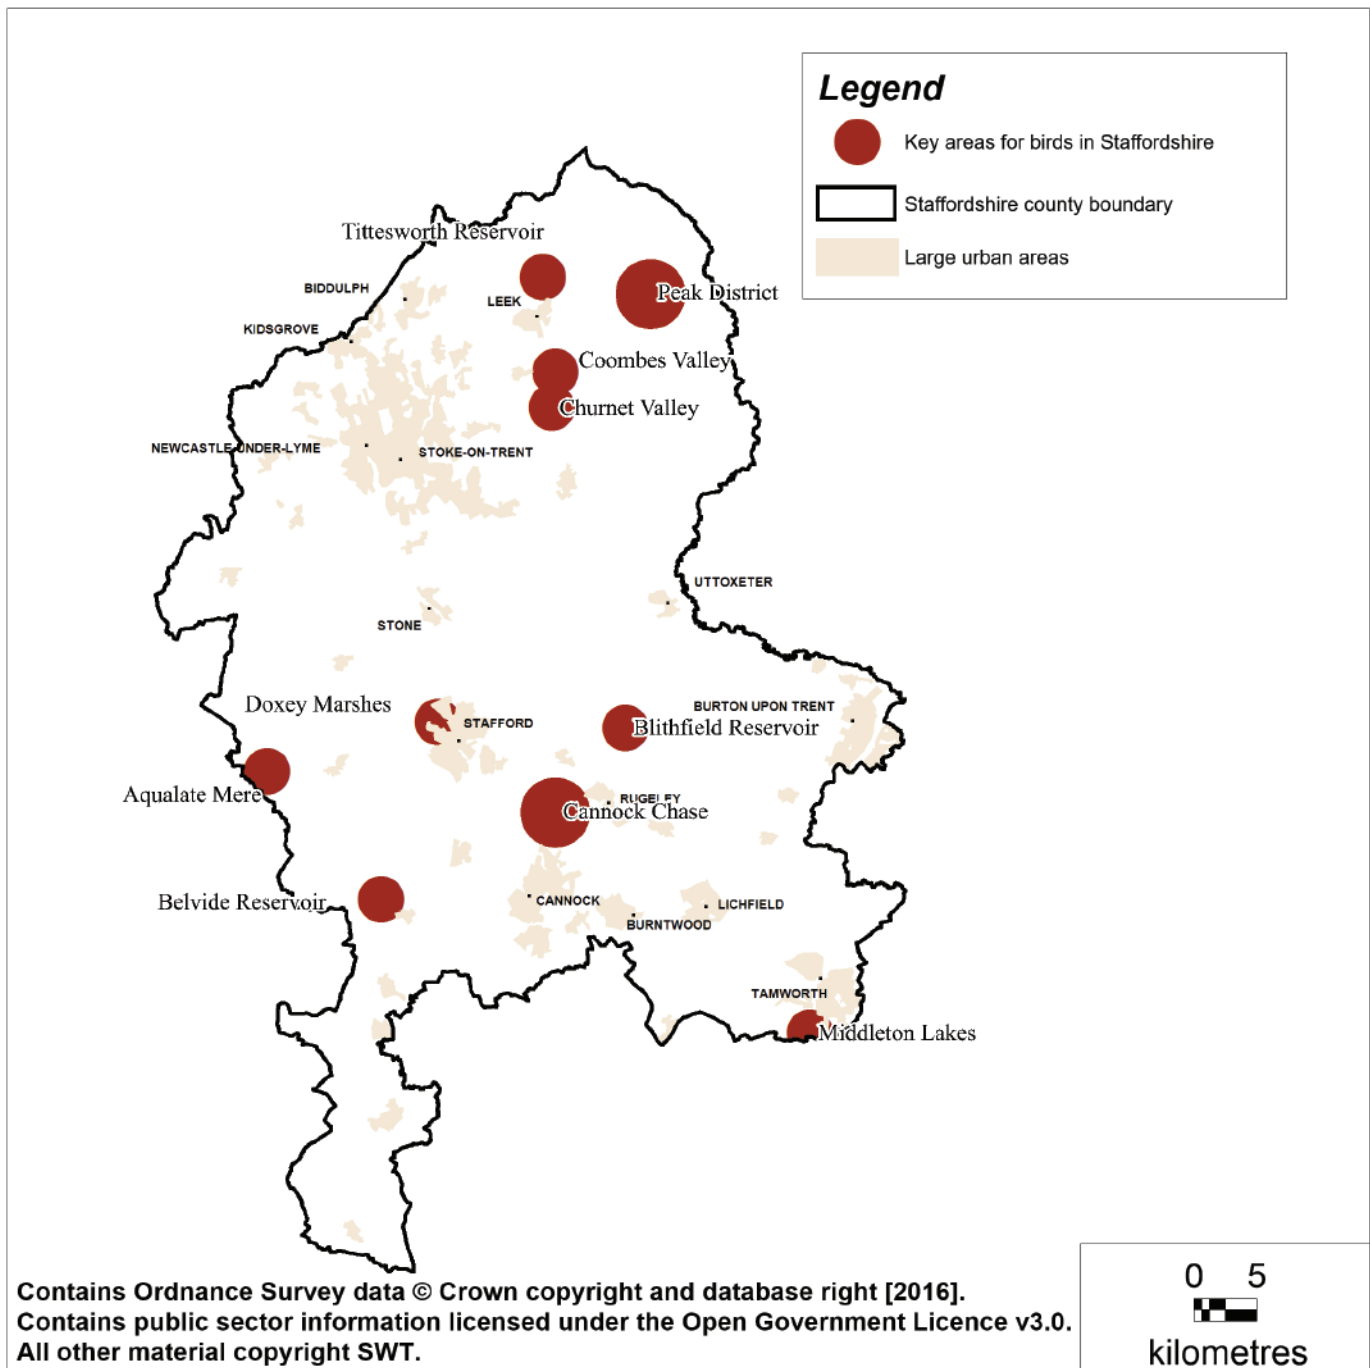 Legend
Key areas for birds in Staffordshire
Staffordshire county boundary
Large urban areas
Tittesworth Reservoir
BIDDULPH
LEEK
Peak District
KIDSGROVE
Coombes Valley
Churnet Valley
NEWCASTLE-UNDER-LYME
STOKE-ON-TRENT
UTTOXETER
STONE
Doxey Marshes
STAFFORD
BURTON UPON TRENT
Blithfield Reservoir
Aqualate Mere
RUGELEY
Cannock Chase
Belvide Reservoir
CANNOCK
LICHFIELD
BURNTWOOD
TAMWORTH
Middleton Lakes
Contains Ordnance Survey data © Crown copyright and database right [2016].
Contains public sector information licensed under the Open Government Licence v3.0.
All other material copyright SWT.
0 5
kilometres